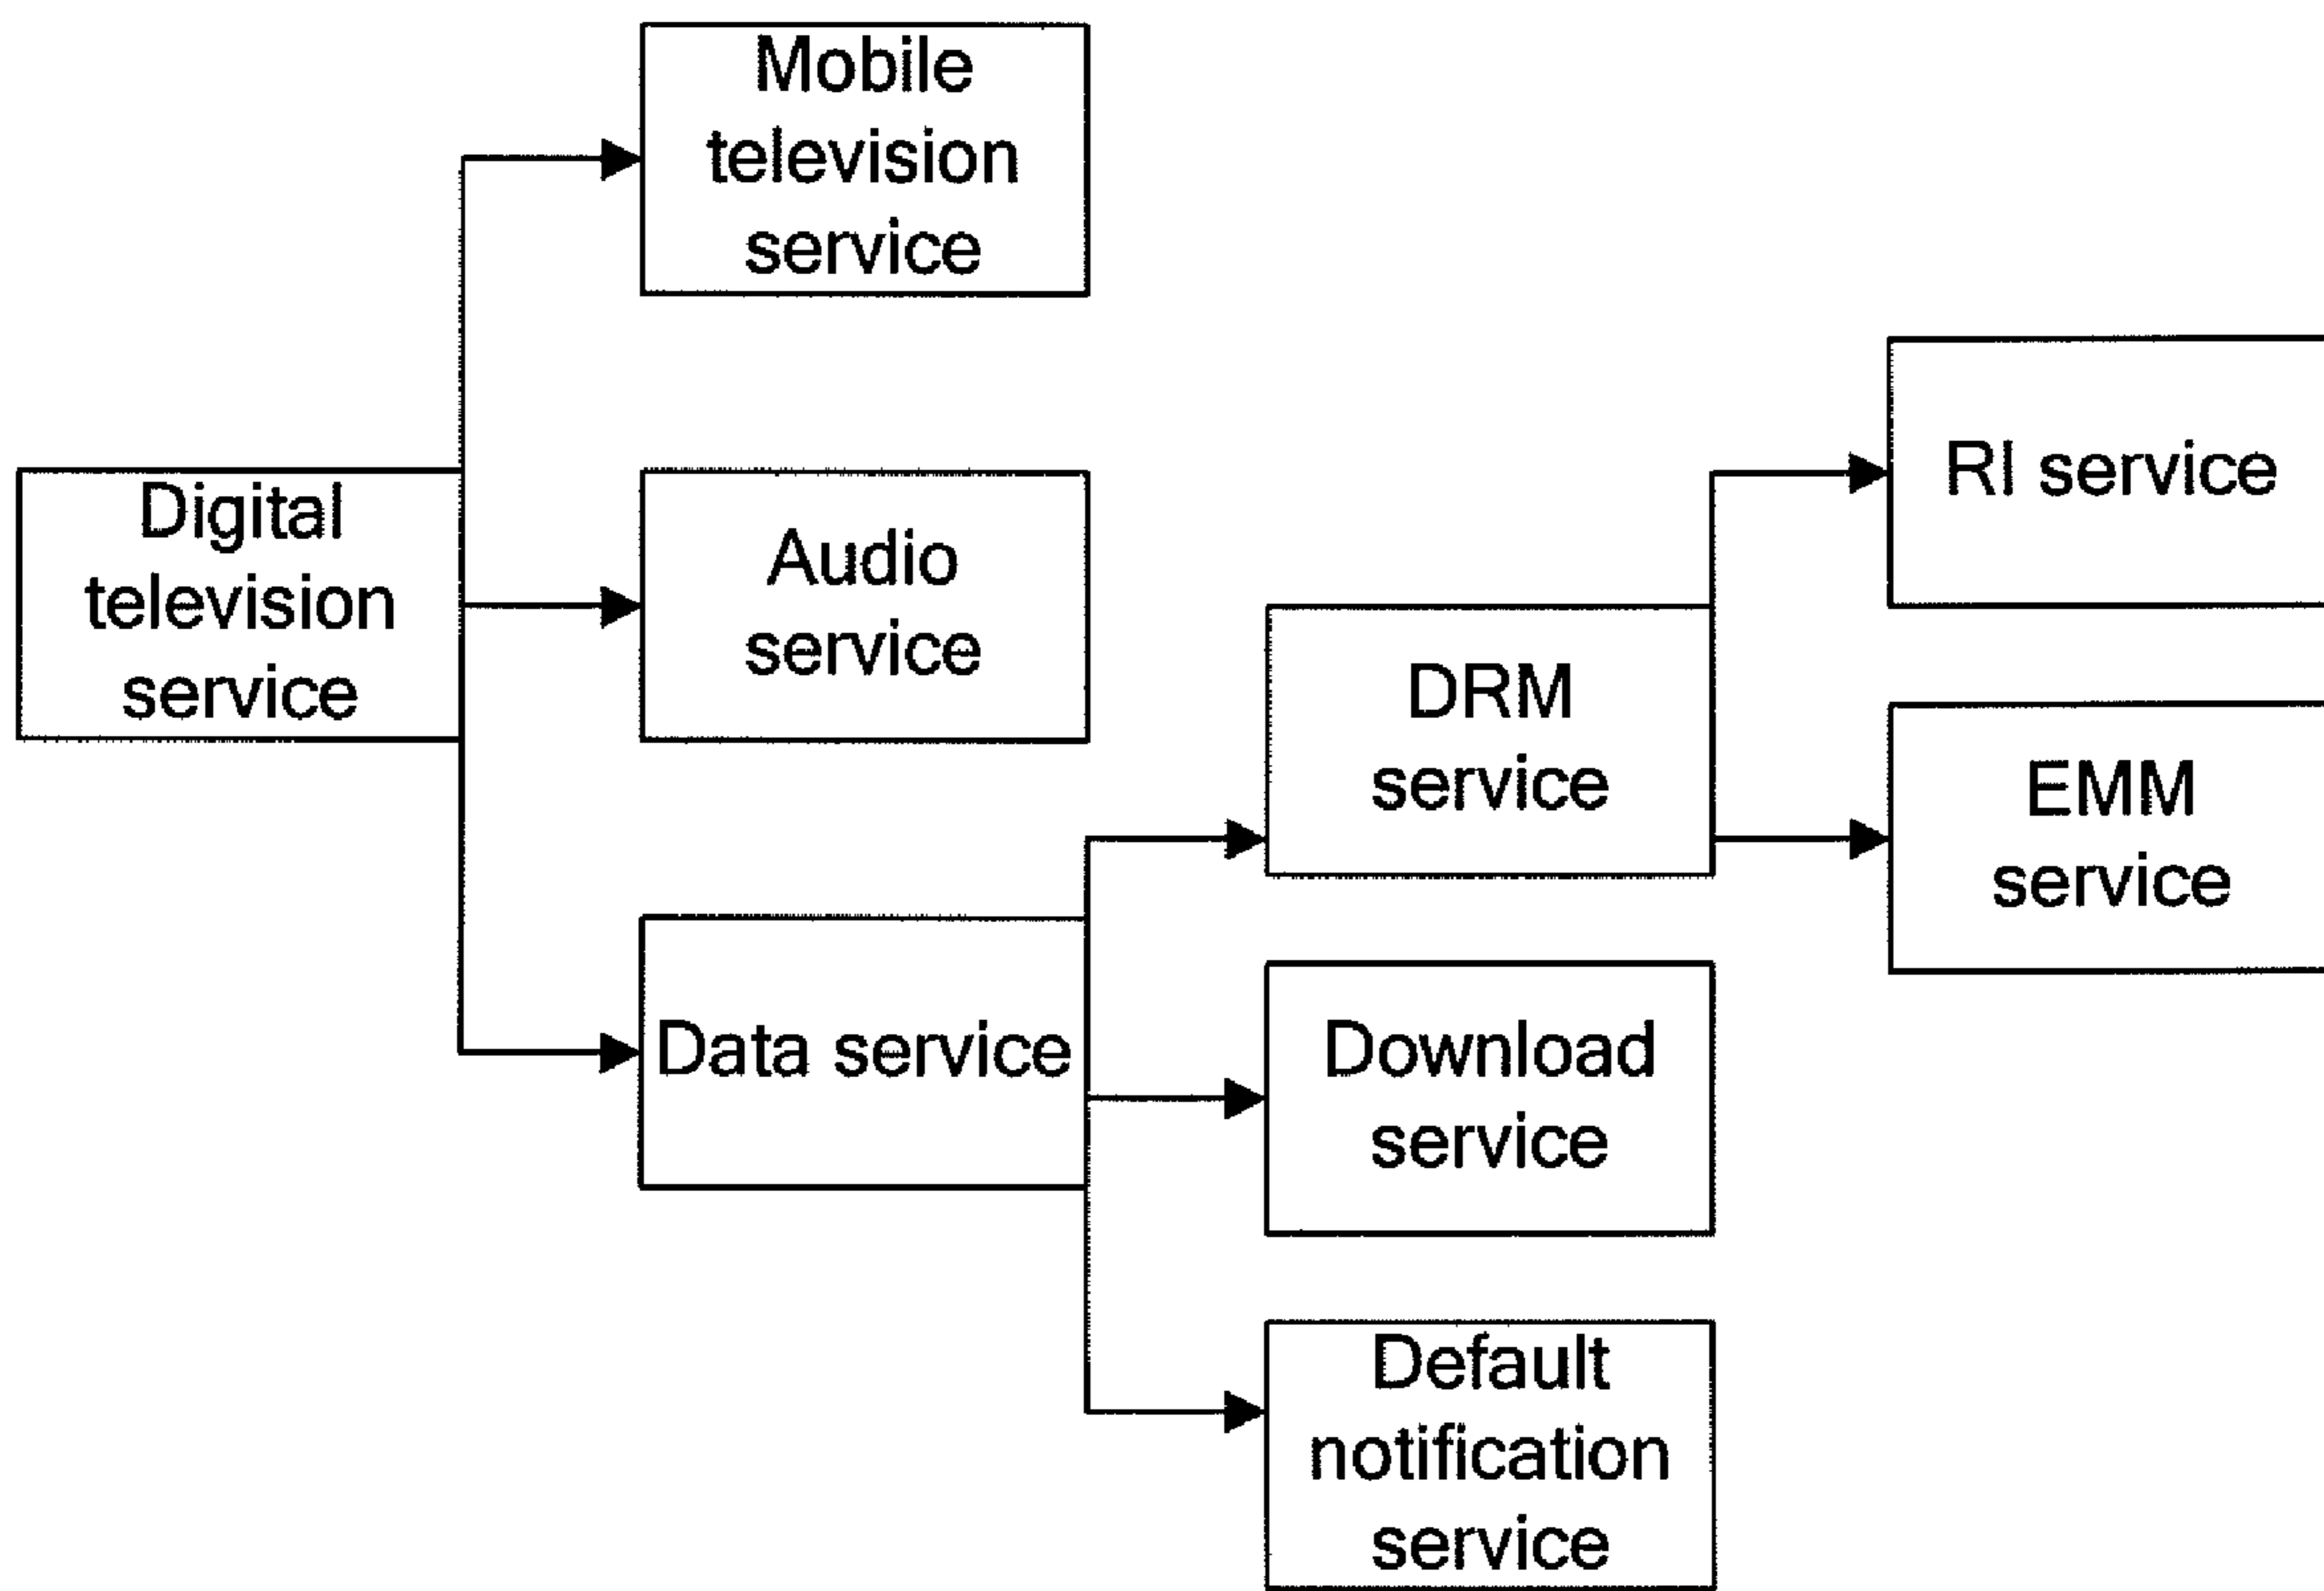 Mobile
television
service
Digital
television
service
Audio
service
Data service
DRM
service
Download
service
Default
notification
service
RI service
EMM
service